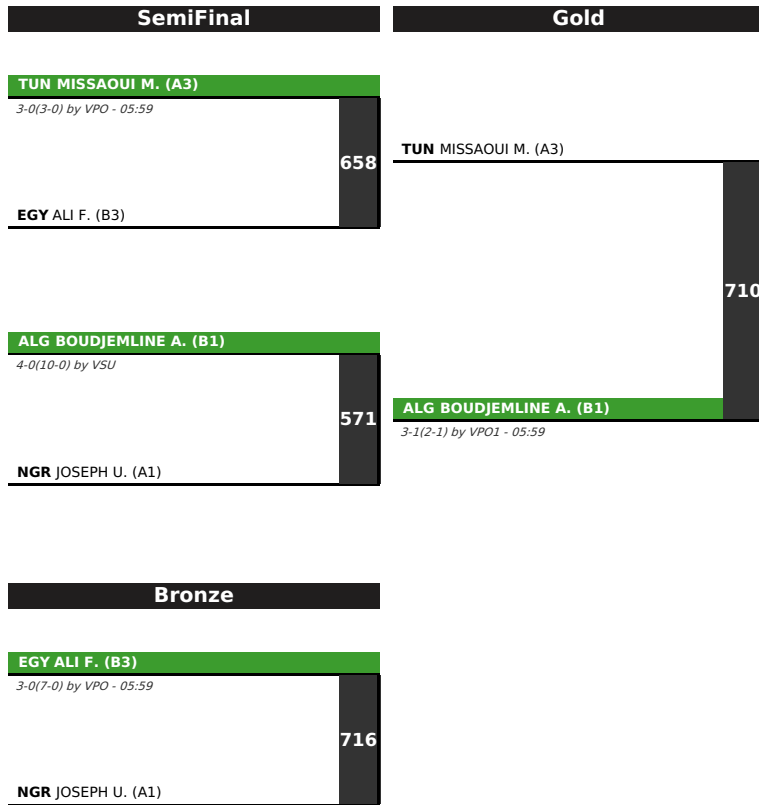 SemiFinal
TUN MISSAOUI M. (A3)
3-0(3-0) by VPO - 05:59
658
EGY ALI F. (B3)
ALG BOUDJEMLINE A. (B1)
4-0(10-0) by VSU
571
NGR JOSEPH U. (A1)
Gold
TUN MISSAOUI M. (A3)
710
ALG BOUDJEMLINE A. (B1)
3-1(2-1) by VPO1 - 05:59
Bronze
EGY ALI F. (B3)
3-0(7-0) by VPO - 05:59
716
NGR JOSEPH U. (A1)